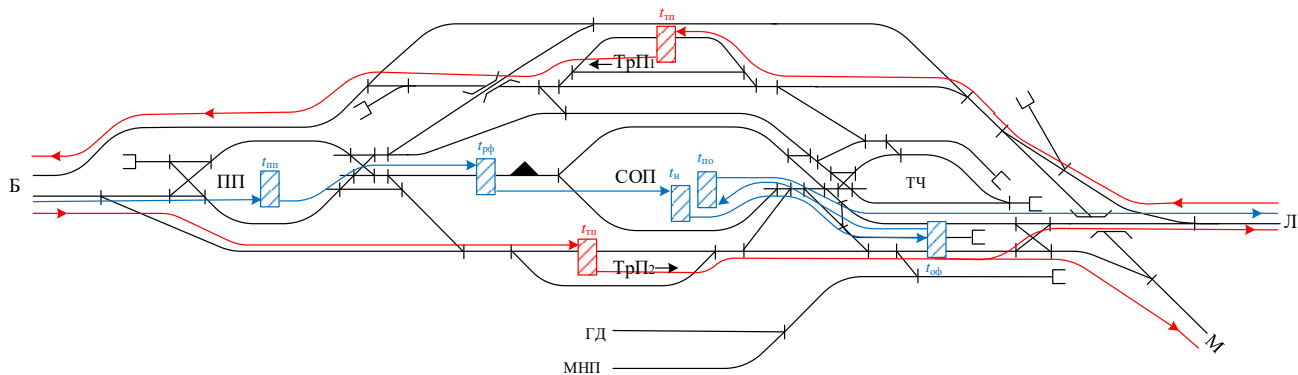 tтп
ТрП1
tпп
tрф
Б
ПП
СОП
tн
tпо
ТЧ
Л
tтп
ТрП2
tоф
ГД
МНП
М